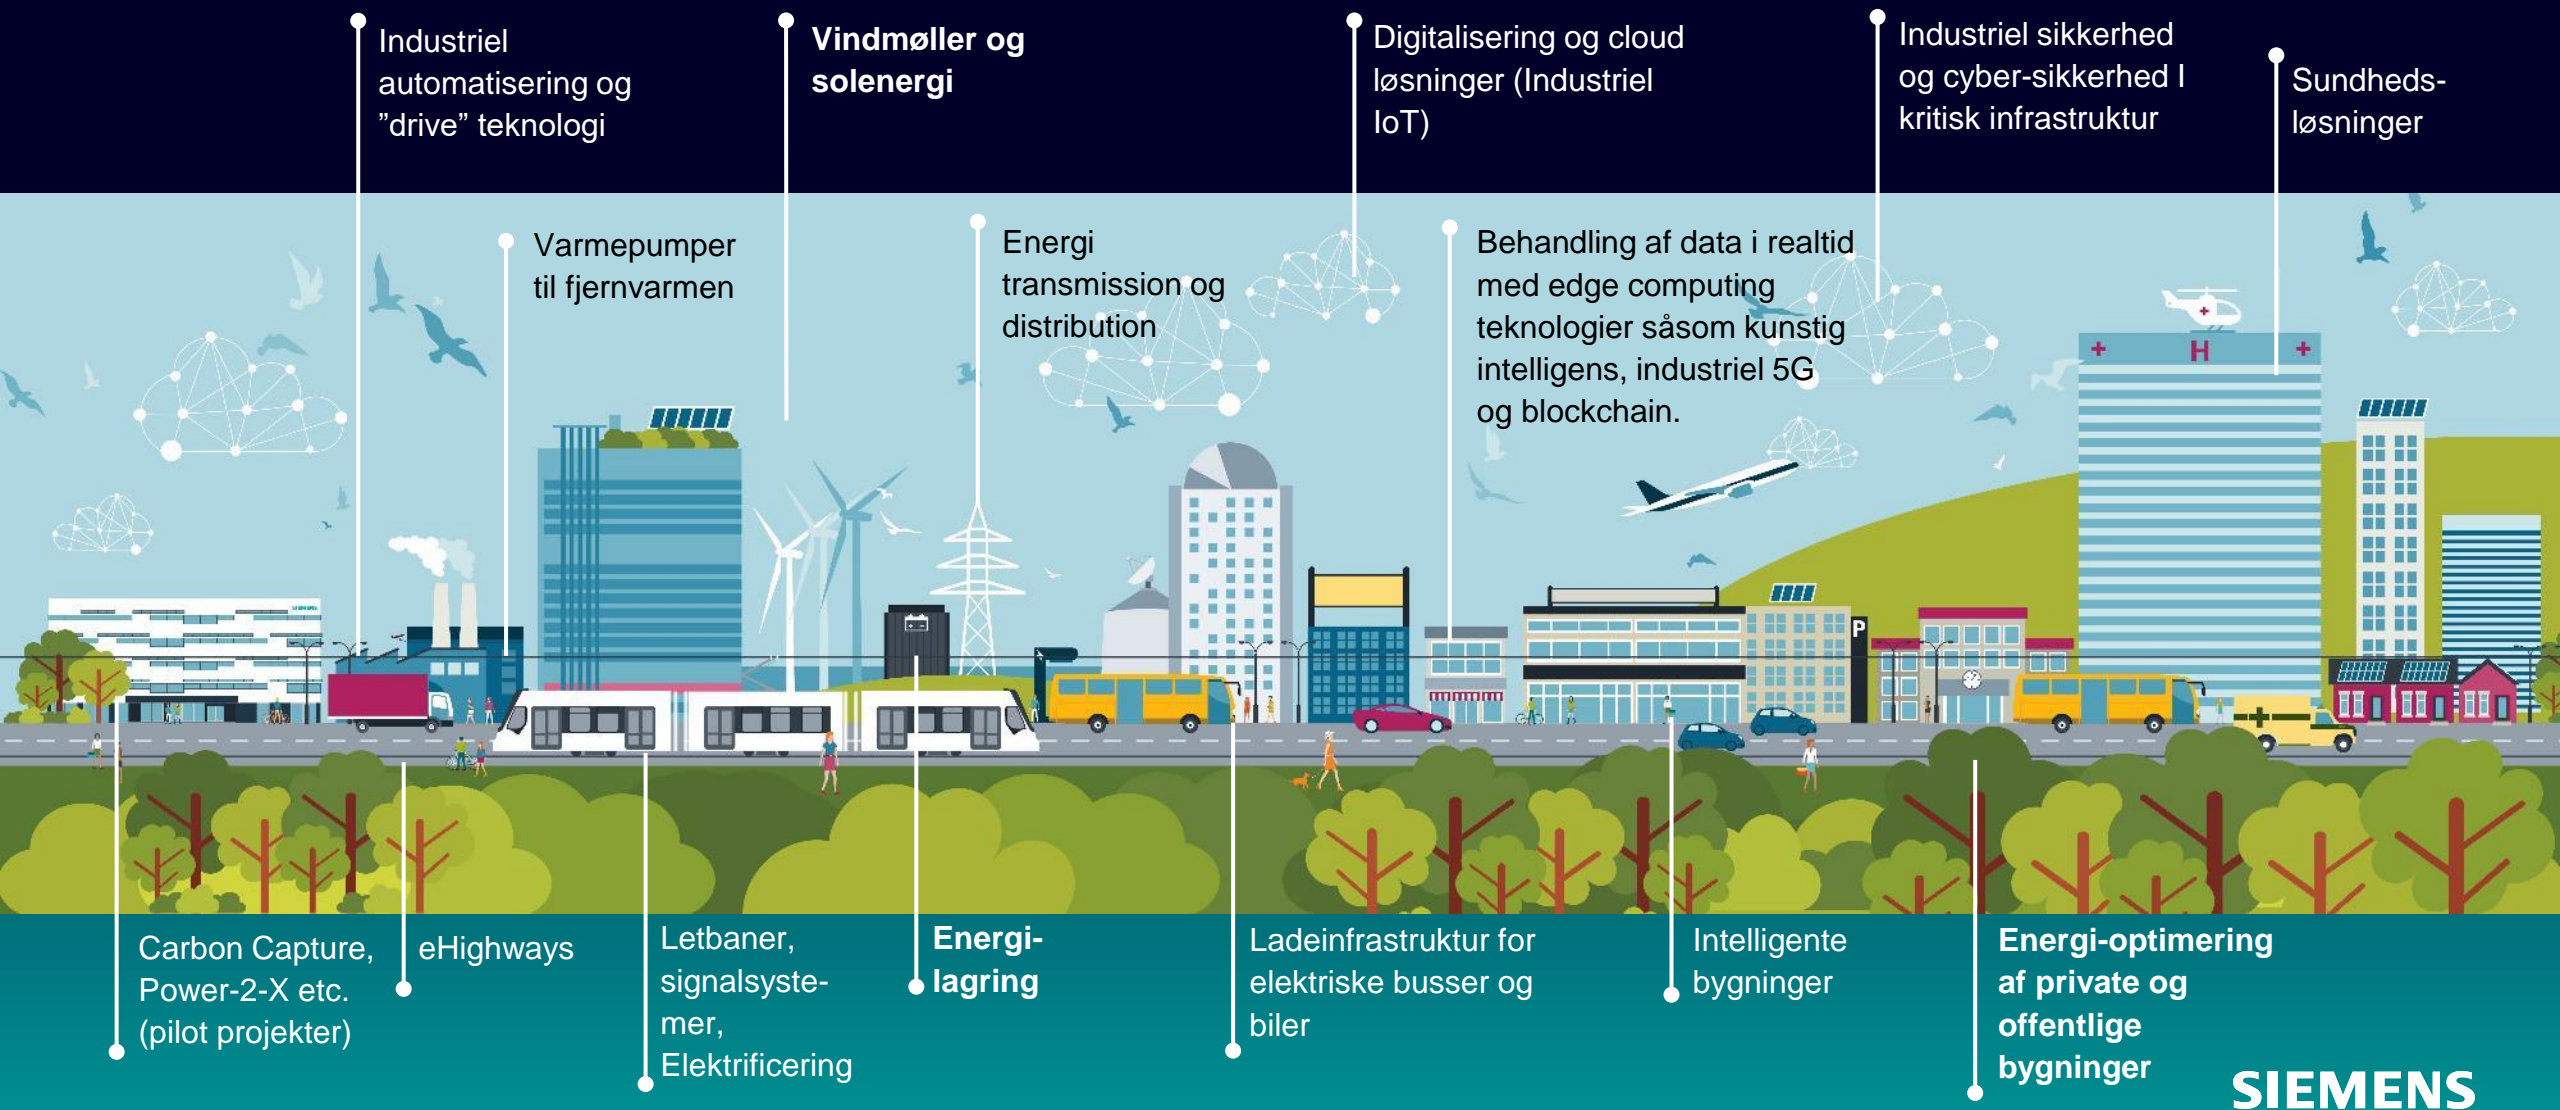 Industriel
automatisering og
”drive” teknologi
Vindmøller og
solenergi
Digitalisering og cloud
løsninger (Industriel
IoT)
Industriel sikkerhed
og cyber-sikkerhed I
kritisk infrastruktur
Sundheds-
løsninger
Varmepumper
til fjernvarmen
Energi
transmission og
distribution
Behandling af data i realtid
med edge computing
teknologier såsom kunstig
intelligens, industriel 5G
og blockchain.
H
SIEMENS
P
Carbon Capture,
Power-2-X etc.
(pilot projekter)
eHighways
Letbaner,
signalsyste-
mer,
Elektrificering
Energi-
lagring
Ladeinfrastruktur for
elektriske busser og
biler
Intelligente
bygninger
Energi-optimering
af private og
offentlige
bygninger
SIEMENS